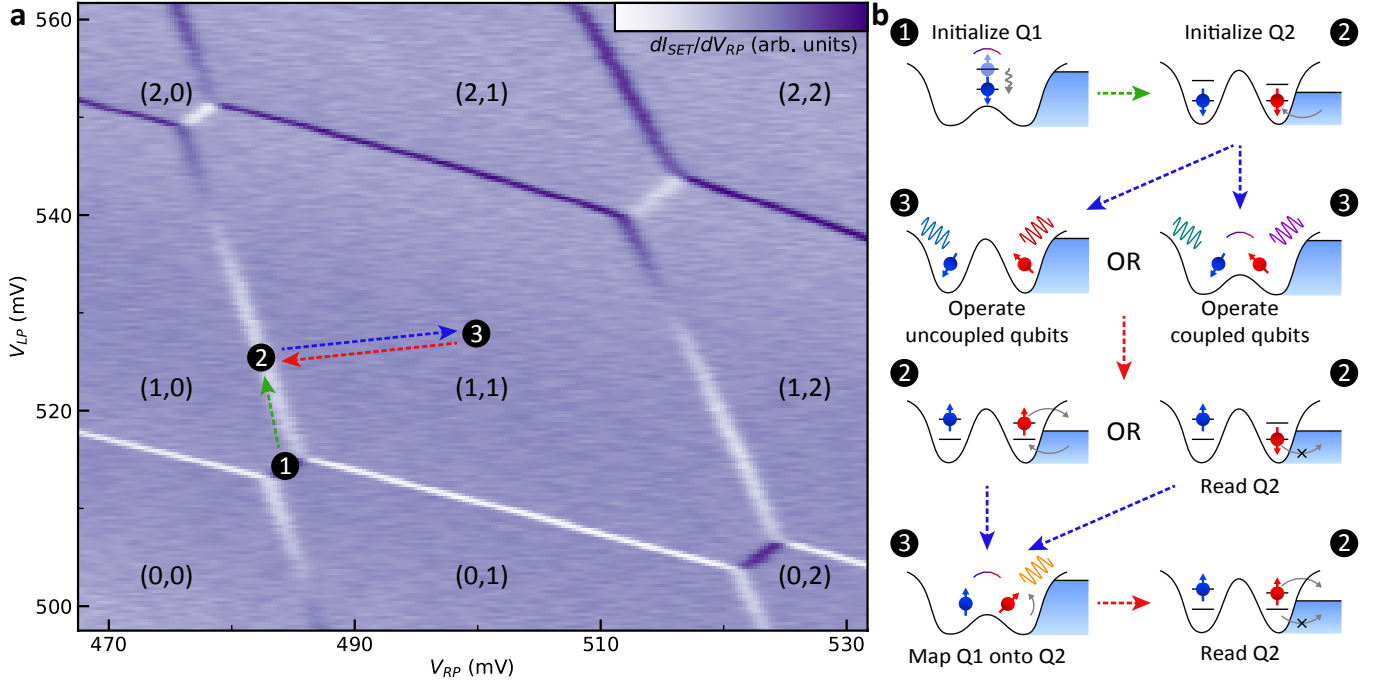 a
560
540
520
500
V_LP (mV)
470
490
510
530
V_RP (mV)
dI_SET/dV_RP (arb. units)
(2,0)
(2,1)
(2,2)
(1,0)
(1,1)
(1,2)
(0,0)
(0,1)
(0,2)
1
2
3
b
1
Initialize Q1
Initialize Q2
2
3
OR
3
Operate
uncoupled qubits
Operate
coupled qubits
2
OR
2
Read Q2
3
2
Map Q1 onto Q2
Read Q2